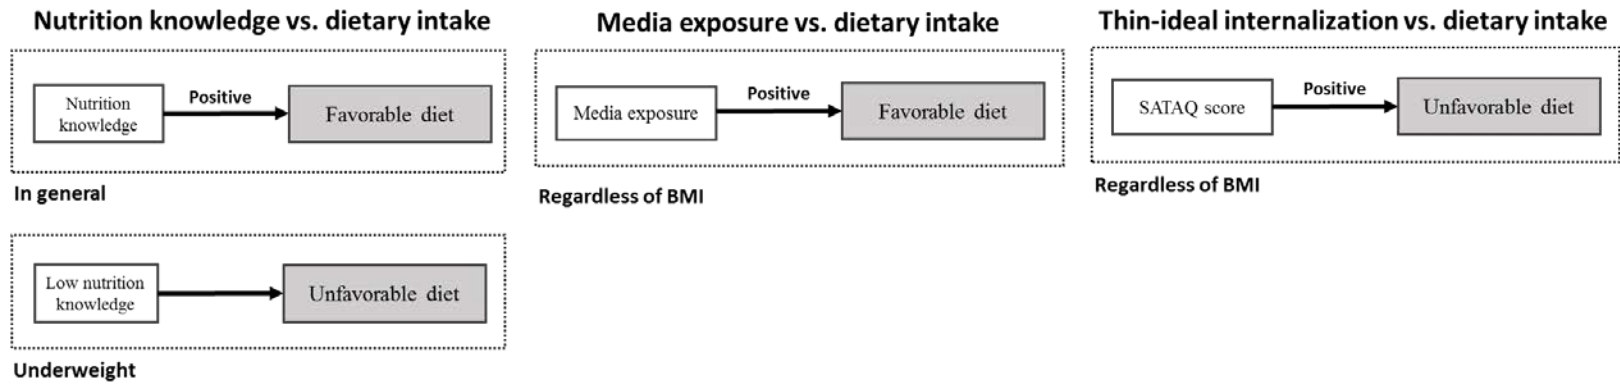 Nutrition knowledge vs. dietary intake
Nutrition
knowledge
Positive
Favorable diet
In general
Low nutrition
knowledge
Unfavorable diet
Underweight
Media exposure vs. dietary intake
Media exposure
Positive
Favorable diet
Regardless of BMI
Thin-ideal internalization vs. dietary intake
SATAQ score
Positive
Unfavorable diet
Regardless of BMI